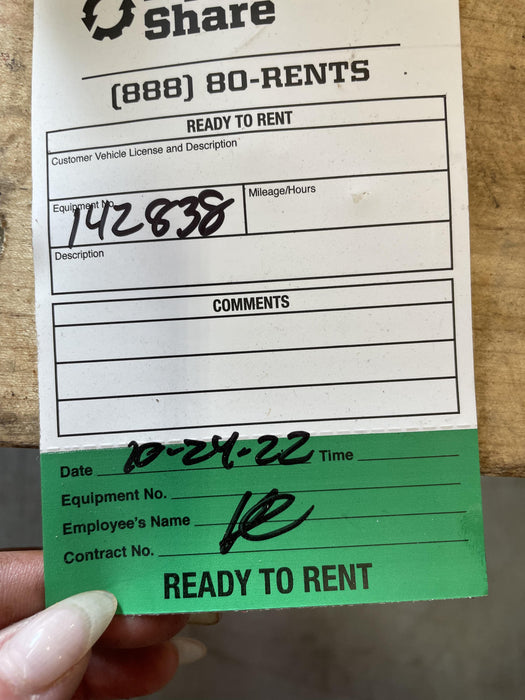 Share
(888) 80-RENTS
READY TO RENT
Customer Vehicle License and Description
Equipment No. 142838 Mileage/Hours
Description
COMMENTS
Date 10-24-22 Time
Equipment No.
Employee's Name
Contract No.
READY TO RENT